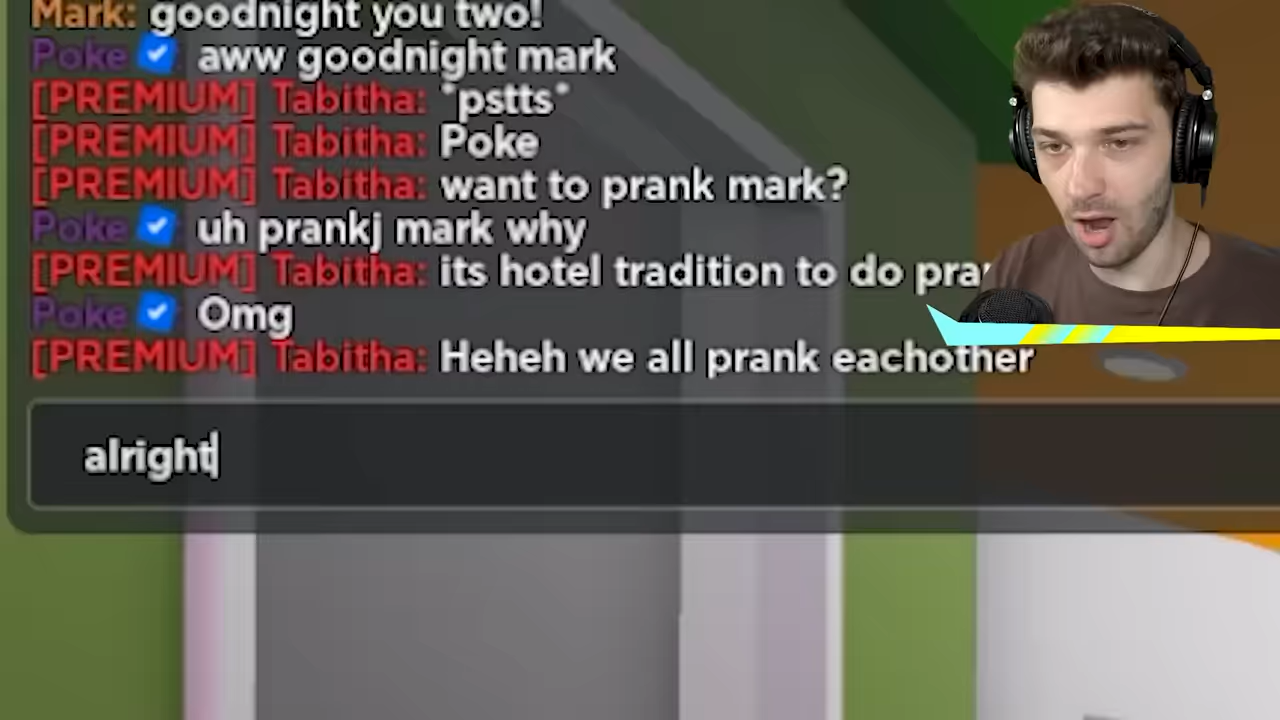 Mark: goodnight you two!
Poke: aww goodnight mark
[PREMIUM] Tabitha: *pstts*
[PREMIUM] Tabitha: Poke
[PREMIUM] Tabitha: want to prank mark?
Poke: uh prankj mark why
[PREMIUM] Tabitha: its hotel tradition to do
Poke: Omg
[PREMIUM] Tabitha: Heheh we all prank eachother
alright